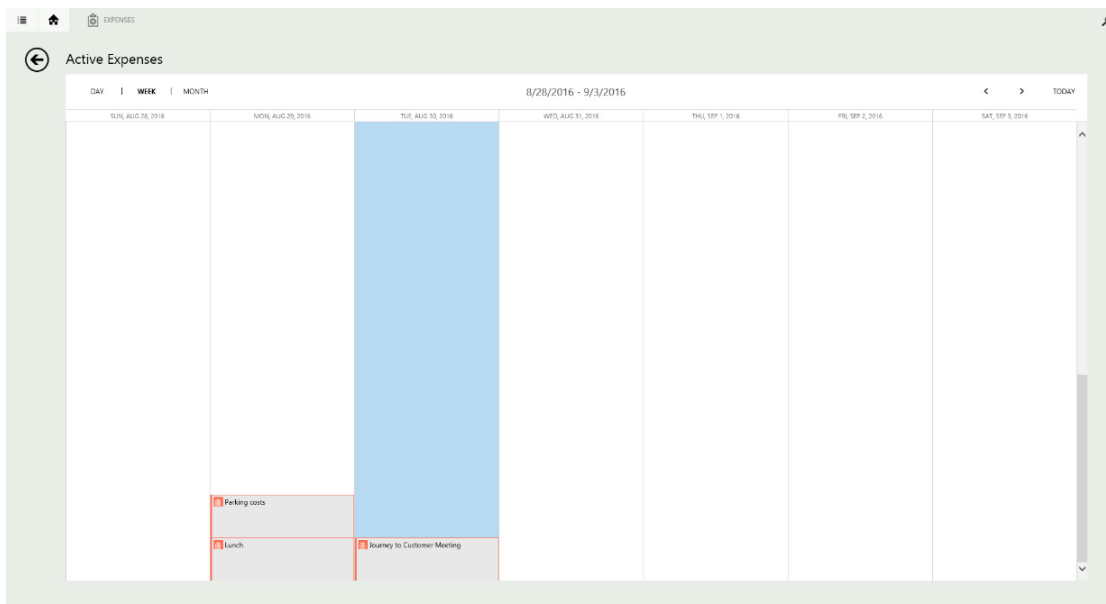 EXPENSES
Active Expenses
DAY | WEEK | MONTH 8/28/2016 - 9/3/2016 TODAY
SUN, AUG 28, 2016 MON, AUG 29, 2016 TUE, AUG 30, 2016 WED, AUG 31, 2016 THU, SEP 1, 2016 FRI, SEP 2, 2016 SAT, SEP 3, 2016
Parking costs
Lunch Journey to Customer Meeting